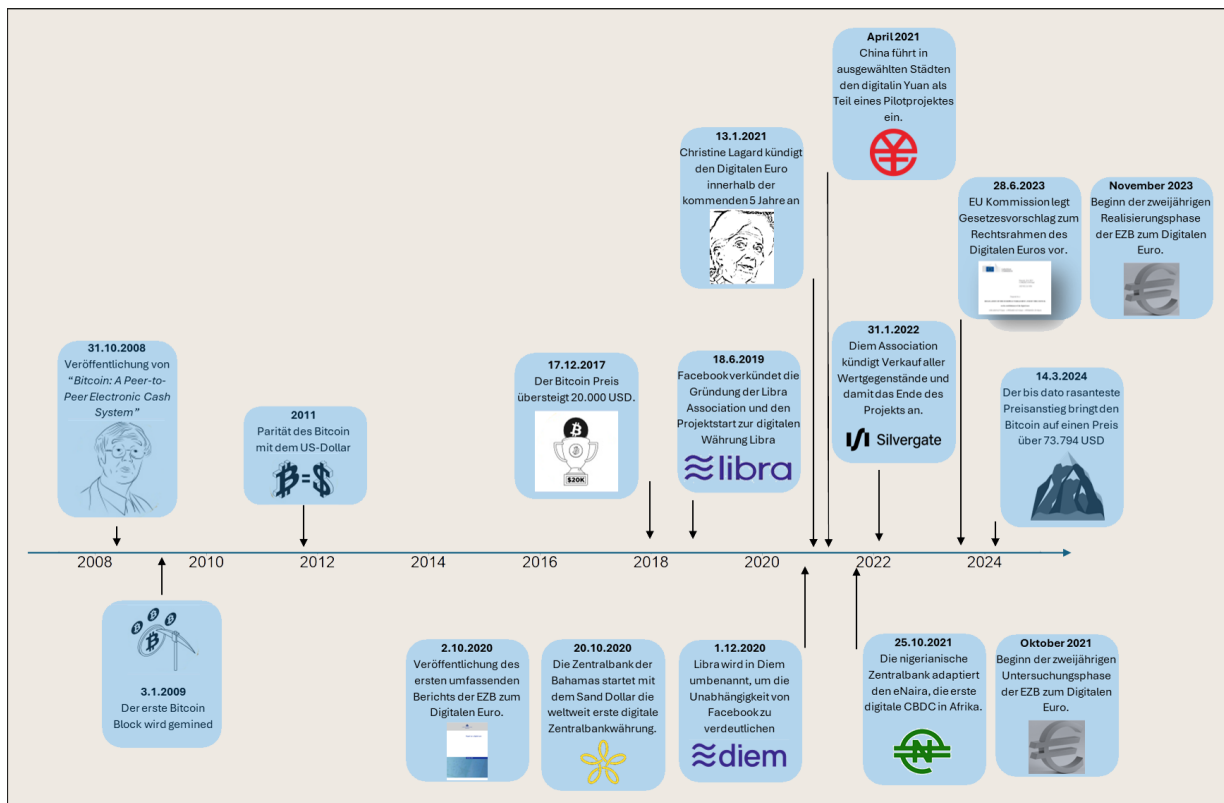 April 2021
China führt in
ausgewählten Städten
den digitalin Yuan als
Teil eines Pilotprojektes
ein.
13.1.2021
Christine Lagard kündigt
den Digitalen Euro
innerhalb der
kommenden 5 Jahre an
28.6.2023
EU Kommission legt
Gesetzesvorschlag zum
Rechtsrahmen des
Digitalen Euros vor.
November 2023
Beginn der zweijährigen
Realisierungsphase
der EZB zum Digitalen
Euro.
31.10.2008
Veröffentlichung von
"Bitcoin: A Peer-to-
Peer Electronic Cash
System"
2011
Parität des Bitcoin
mit dem US-Dollar
17.12.2017
Der Bitcoin Preis
übersteigt 20.000 USD.
$20K
18.6.2019
Facebook verkündet die
Gründung der Libra
Association und den
Projektstart zur digitalen
Währung Libra
libra
31.1.2022
Diem Association
kündigt Verkauf aller
Wertgegenstände und
damit das Ende des
Projekts an.
Silvergate
14.3.2024
Der bis dato rasanteste
Preisanstieg bringt den
Bitcoin auf einen Preis
über 73.794 USD
2008 2010 2012 2014 2016 2018 2020 2022 2024
3.1.2009
Der erste Bitcoin
Block wird gemined
2.10.2020
Veröffentlichung des
ersten umfassenden
Berichts der EZB zum
Digitalen Euro.
20.10.2020
Die Zentralbank der
Bahamas startet mit
dem Sand Dollar die
weltweit erste digitale
Zentralbankwährung.
1.12.2020
Libra wird in Diem
umbenannt, um die
Unabhängigkeit von
Facebook zu
verdeutlichen
diem
25.10.2021
Die nigerianische
Zentralbank adaptiert
den eNaira, die erste
digitale CBDC in Afrika.
Oktober 2021
Beginn der zweijährigen
Untersuchungsphase
der EZB zum Digitalen
Euro.